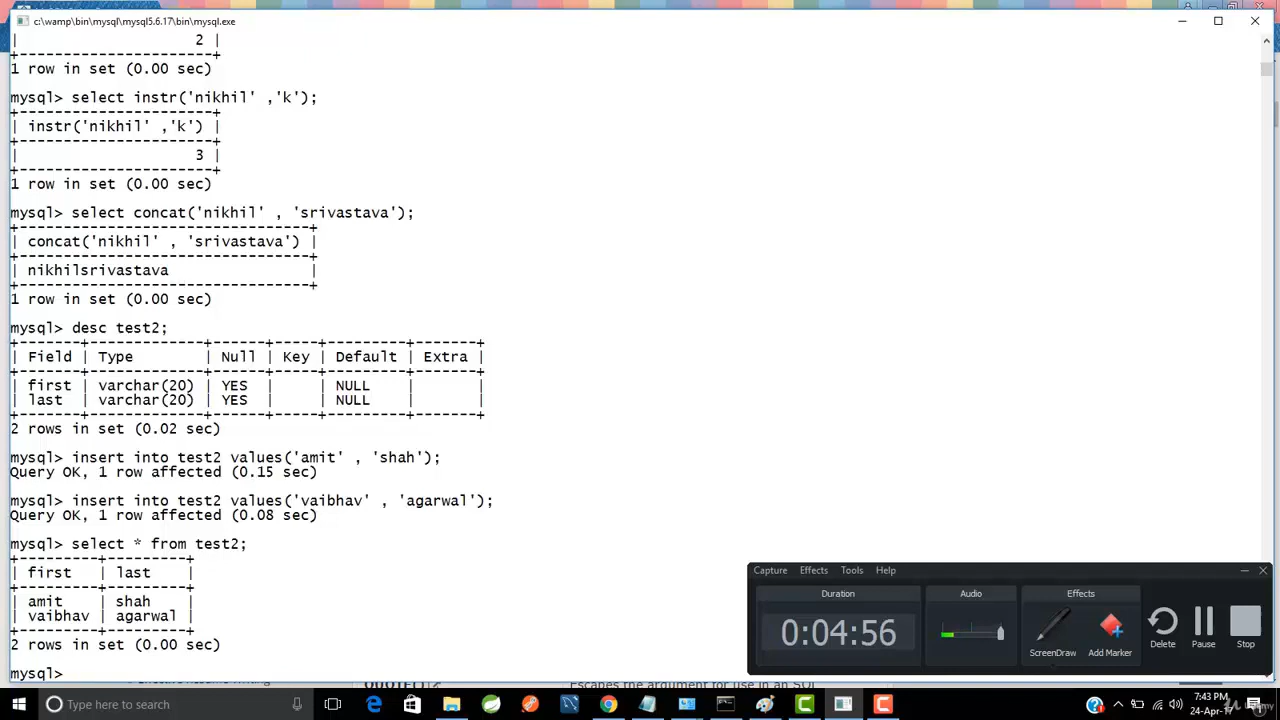 c:\wamp\bin\mysql\mysql5.6.17\bin\mysql.exe
|                     2 |
+-----------------------+
1 row in set (0.00 sec)
mysql> select instr('nikhil' ,'k');
+-----------------------+
| instr('nikhil' ,'k') |
+-----------------------+
|                     3 |
+-----------------------+
1 row in set (0.00 sec)
mysql> select concat('nikhil' , 'srivastava');
+---------------------------------+
| concat('nikhil' , 'srivastava') |
+---------------------------------+
| nikhilsrivastava                |
+---------------------------------+
1 row in set (0.00 sec)
mysql> desc test2;
+-------+-------------+------+-----+---------+-------+
| Field | Type        | Null | Key | Default | Extra |
+-------+-------------+------+-----+---------+-------+
| first | varchar(20) | YES  |     | NULL    |       |
| last  | varchar(20) | YES  |     | NULL    |       |
+-------+-------------+------+-----+---------+-------+
2 rows in set (0.02 sec)
mysql> insert into test2 values('amit' , 'shah');
Query OK, 1 row affected (0.15 sec)
mysql> insert into test2 values('vaibhav' , 'agarwal');
Query OK, 1 row affected (0.08 sec)
mysql> select * from test2;
+---------+---------+
| first   | last    |
+---------+---------+
| amit    | shah    |
| vaibhav | agarwal |
+---------+---------+
2 rows in set (0.00 sec)
mysql>
Capture Effects Tools Help
Duration Audio Effects
0:04:56
ScreenDraw Add Marker Delete Pause Stop
Type here to search
7:43 PM
24-Apr-17